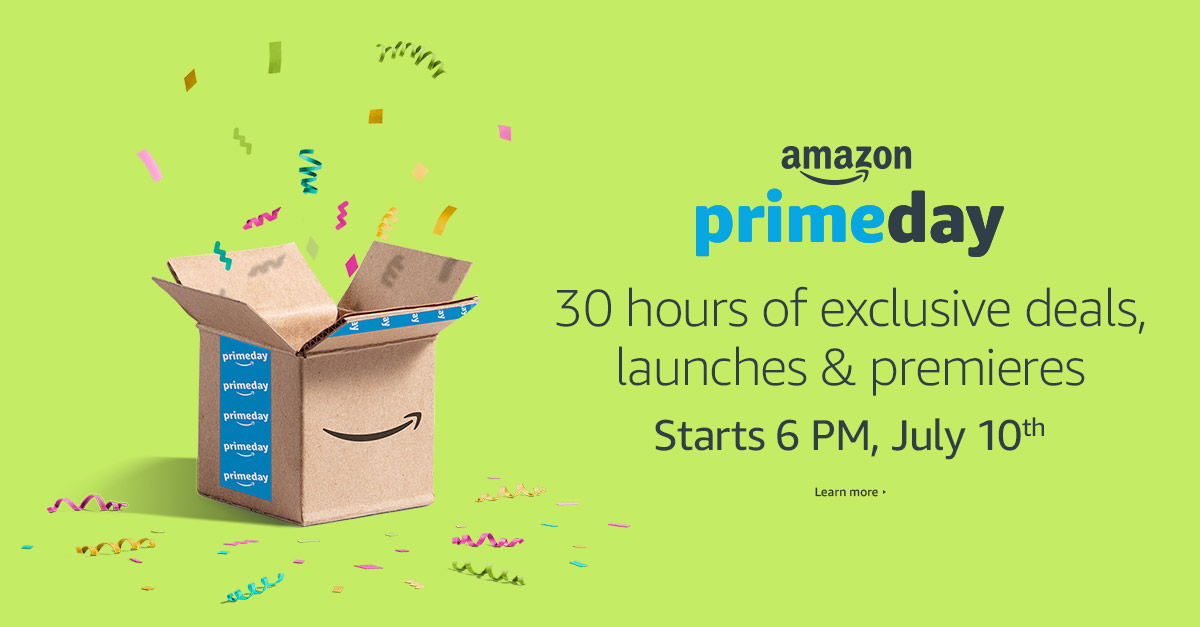 amazon
primeday
30 hours of exclusive deals,
launches & premieres
Starts 6 PM, July 10th
Learn more
primeday
primeday
primeday
primeday
primeday